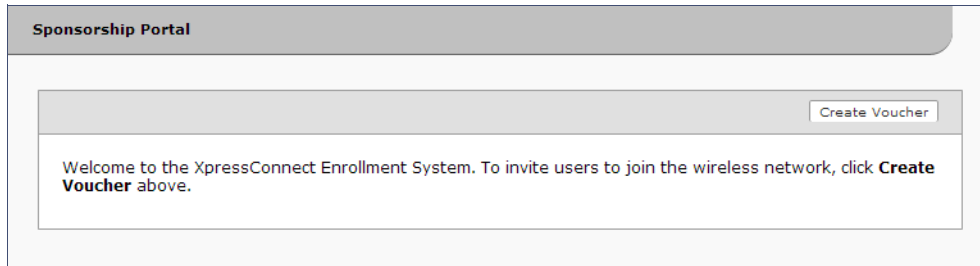 Sponsorship Portal
Create Voucher
Welcome to the XpressConnect Enrollment System. To invite users to join the wireless network, click Create
Voucher above.